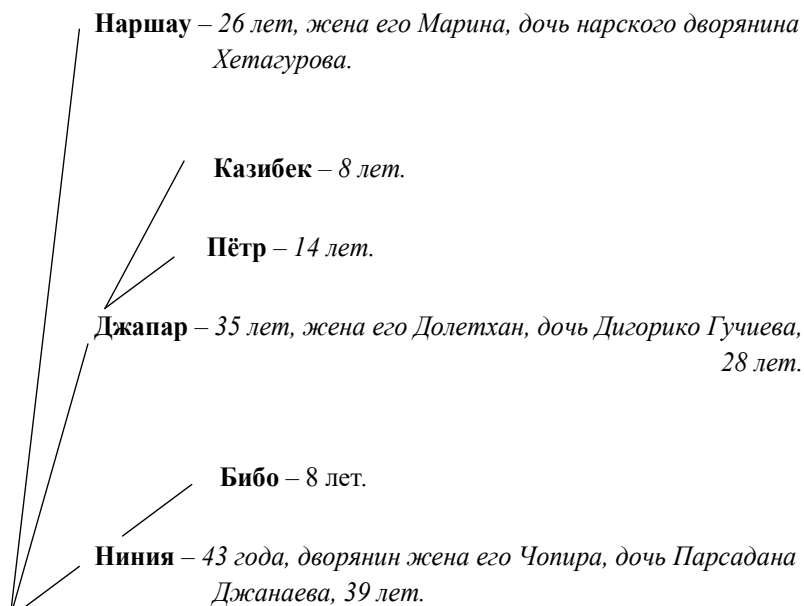 Наршау – 26 лет, жена его Марина, дочь нарского дворянина
Хетагурова.
Казибек – 8 лет.
Пётр – 14 лет.
Джапар – 35 лет, жена его Долетхан, дочь Дигорико Гучиева,
28 лет.
Бибо – 8 лет.
Ниния – 43 года, дворянин жена его Чопира, дочь Парсадана
Джанаева, 39 лет.